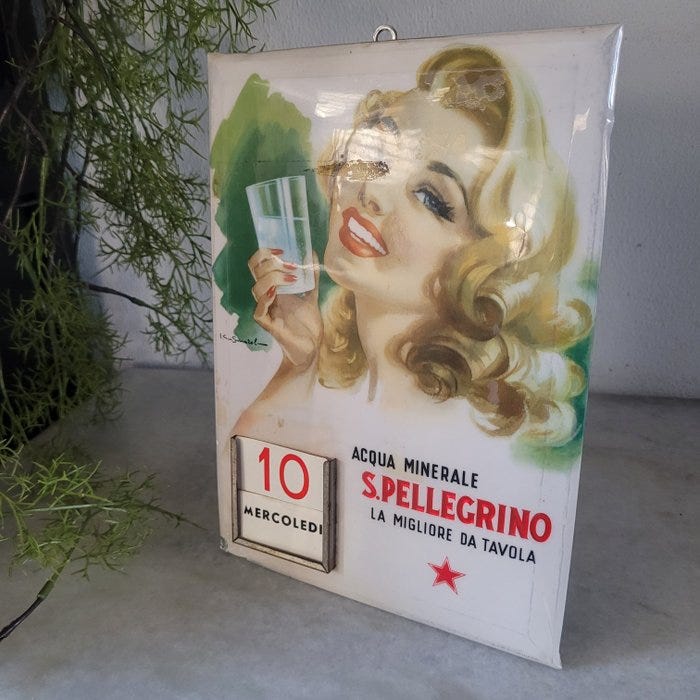 10
MERCOLEDI
ACQUA MINERALE
S.PELLEGRINO
LA MIGLIORE DA TAVOLA